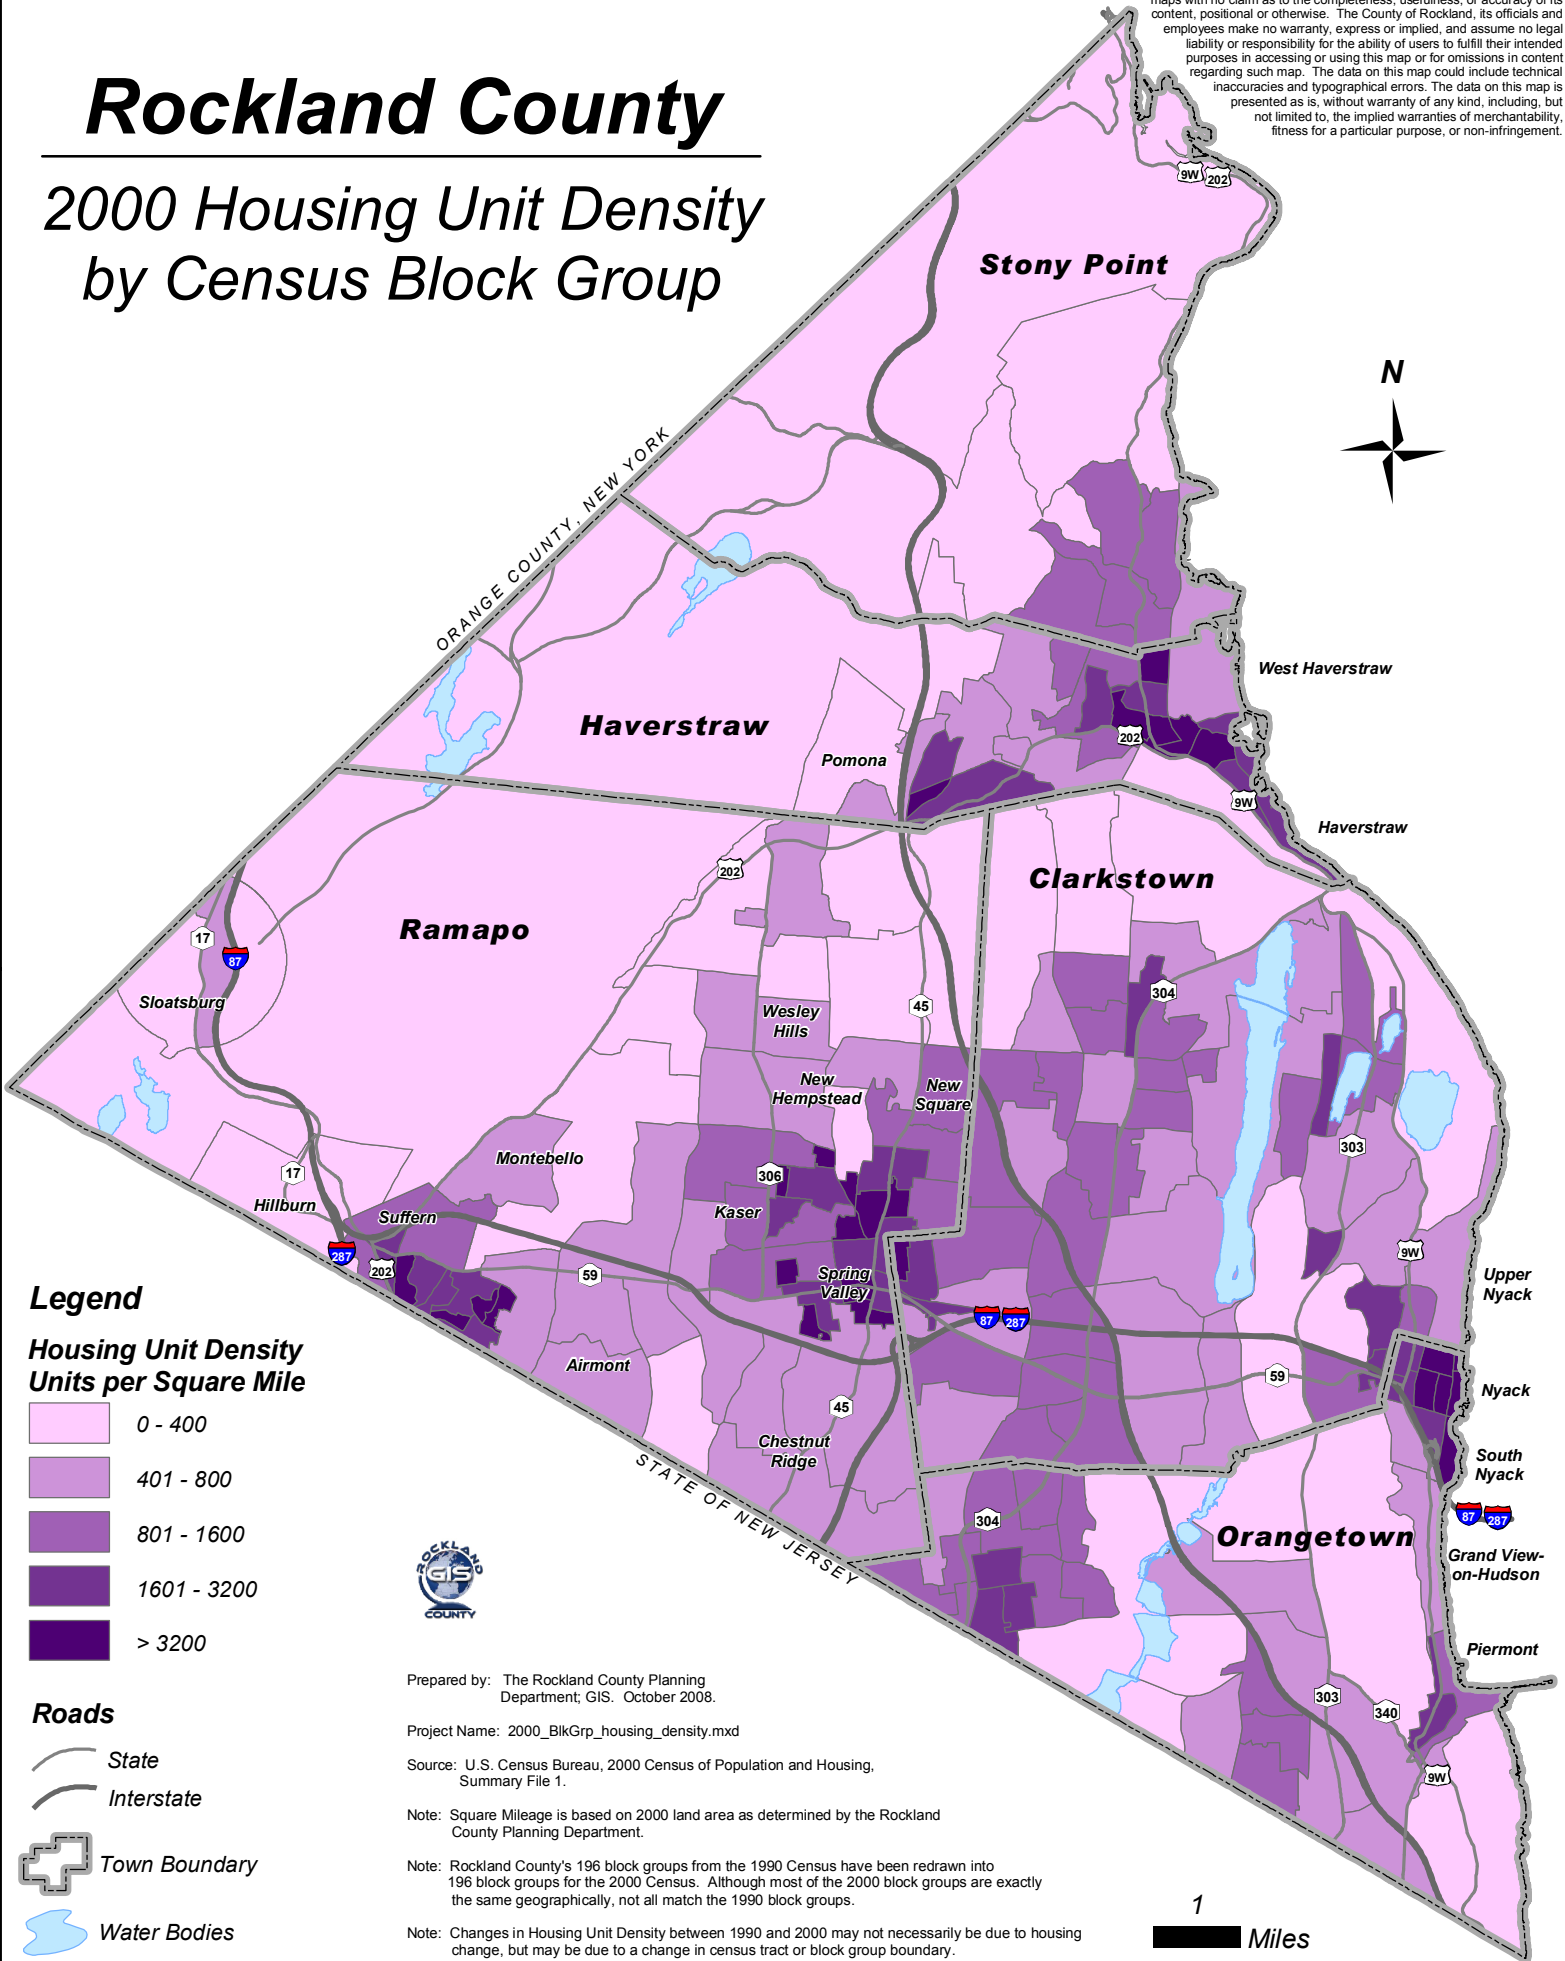 maps with no claim as to the completeness, usefulness, or accuracy of its
content, positional or otherwise. The County of Rockland, its officials and
employees make no warranty, express or implied, and assume no legal
liability or responsibility for the ability of users to fulfill their intended
purposes in accessing or using this map or for omissions in content
regarding such map. The data on this map could include technical
inaccuracies and typographical errors. The data on this map is
presented as is, without warranty of any kind, including, but
not limited to, the implied warranties of merchantability,
fitness for a particular purpose, or non-infringement.
Rockland County
2000 Housing Unit Density
by Census Block Group
9W
202
Stony Point
N
ORANGE COUNTY, NEW YORK
West Haverstraw
Haverstraw
202
Pomona
9W
Haverstraw
Clarkstown
202
Ramapo
17
87
304
Sloatsburg
45
Wesley
Hills
New
Hempstead
New
Square
303
Montebello
306
17
Hillburn
Kaser
Suffern
287
202
59
Spring
Valley
9W
Upper
Nyack
87
287
Airmont
59
Nyack
45
Chestnut
Ridge
South
Nyack
STATE OF NEW JERSEY
304
87
287
Orangetown
Grand View-
on-Hudson
Piermont
303
340
9W
Legend
Housing Unit Density
Units per Square Mile
0 - 400
401 - 800
801 - 1600
1601 - 3200
> 3200
Roads
State
Interstate
Town Boundary
Water Bodies
ROCKLAND
GIS
COUNTY
Prepared by: The Rockland County Planning
Department; GIS. October 2008.
Project Name: 2000_BlkGrp_housing_density.mxd
Source: U.S. Census Bureau, 2000 Census of Population and Housing,
Summary File 1.
Note: Square Mileage is based on 2000 land area as determined by the Rockland
County Planning Department.
Note: Rockland County's 196 block groups from the 1990 Census have been redrawn into
196 block groups for the 2000 Census. Although most of the 2000 block groups are exactly
the same geographically, not all match the 1990 block groups.
Note: Changes in Housing Unit Density between 1990 and 2000 may not necessarily be due to housing
change, but may be due to a change in census tract or block group boundary.
1
Miles